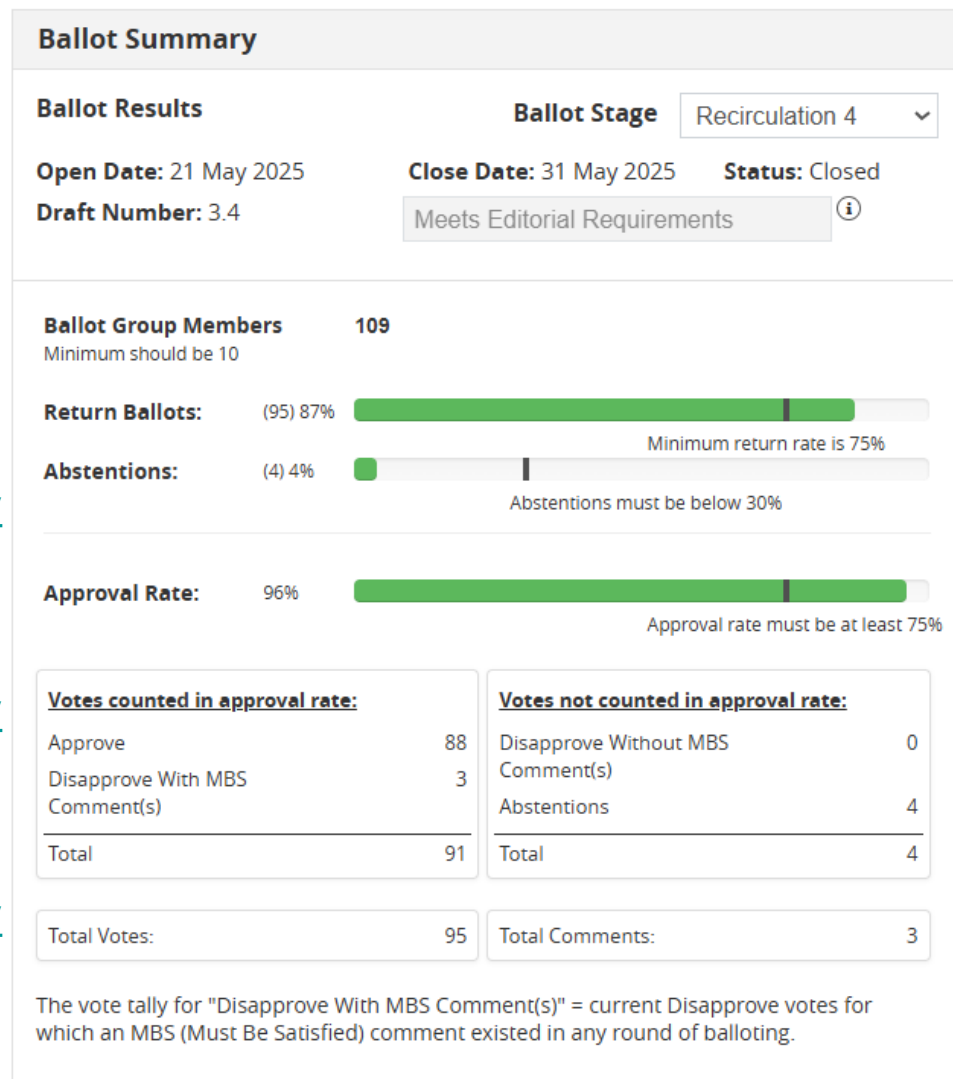 Ballot Summary
Ballot Results
Ballot Stage Recirculation 4
Open Date: 21 May 2025 Close Date: 31 May 2025 Status: Closed
Draft Number: 3.4 Meets Editorial Requirements
Ballot Group Members 109
Minimum should be 10
Return Ballots: (95) 87%
Minimum return rate is 75%
Abstentions: (4) 4%
Abstentions must be below 30%
Approval Rate: 96%
Approval rate must be at least 75%
Votes counted in approval rate:
Approve 88
Disapprove With MBS 3
Comment(s)
Total 91
Votes not counted in approval rate:
Disapprove Without MBS 0
Comment(s)
Abstentions 4
Total 4
Total Votes: 95
Total Comments: 3
The vote tally for "Disapprove With MBS Comment(s)" = current Disapprove votes for
which an MBS (Must Be Satisfied) comment existed in any round of balloting.